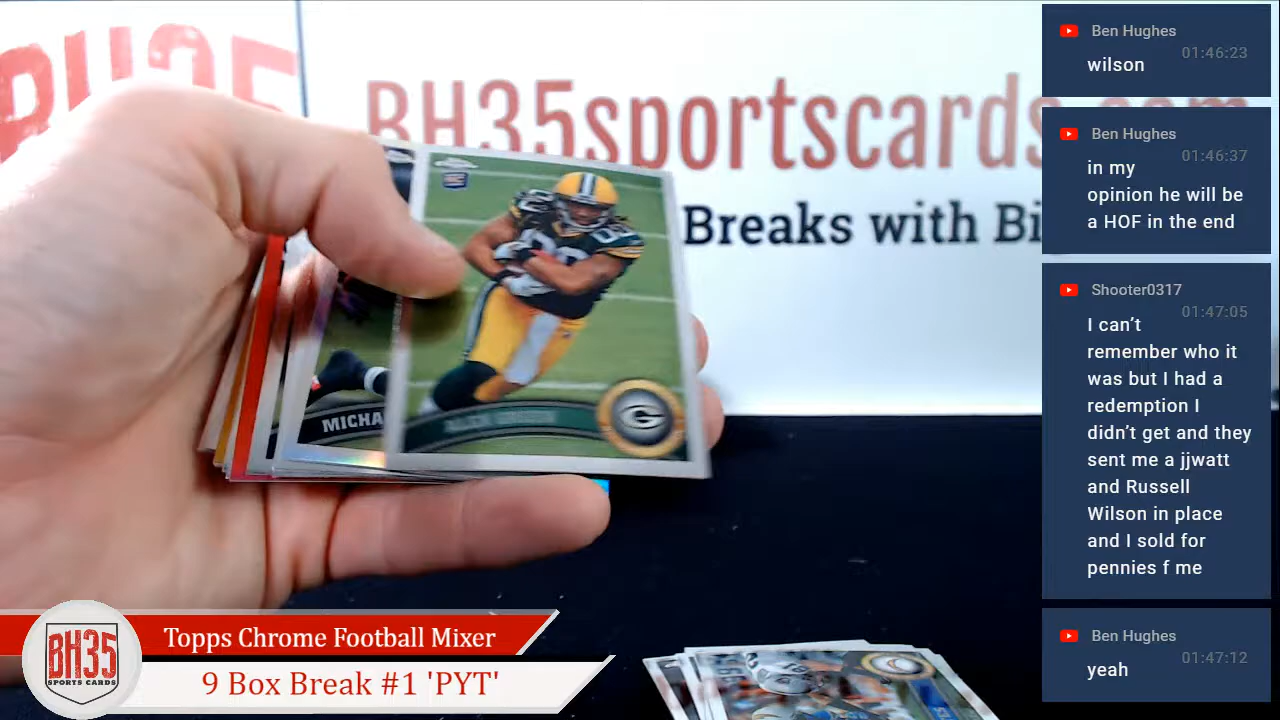 BH35
BH35sportscards.com
Breaks with Bi
MICHA
G
Topps Chrome Football Mixer
9 Box Break #1 'PYT'
BH35
SPORTS CARDS
Ben Hughes
01:46:23
wilson
Ben Hughes
01:46:37
in my
opinion he will be
a HOF in the end
Shooter0317
01:47:05
I can't
remember who it
was but I had a
redemption I
didn't get and they
sent me a jjwatt
and Russell
Wilson in place
and I sold for
pennies f me
Ben Hughes
01:47:12
yeah